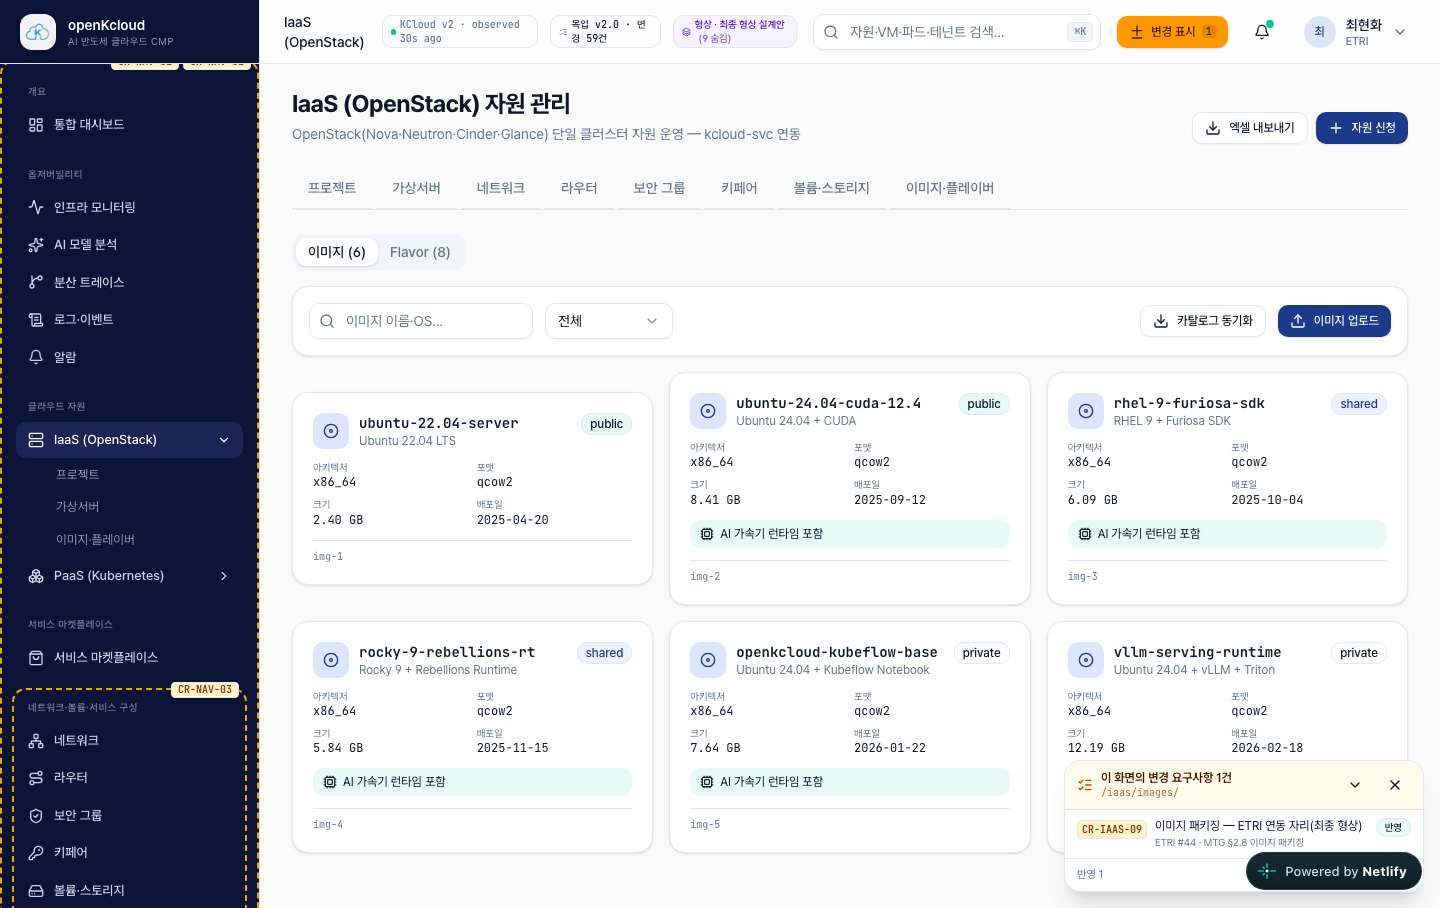 openKcloud
AI 반도체 클라우드 CMP
IaaS (OpenStack)
KCloud v2 · observed 30s ago
목업 v2.0 · 변경 59건
형상 · 최종 형상 설계안 (9 숨김)
자원·VM·파드·테넌트 검색...
⌘K
변경 표시 1
최
최현화
ETRI
개요
통합 대시보드
옵저버빌리티
인프라 모니터링
AI 모델 분석
분산 트레이스
로그·이벤트
알람
클라우드 자원
IaaS (OpenStack)
프로젝트
가상서버
이미지·플레이버
PaaS (Kubernetes)
서비스 마켓플레이스
서비스 마켓플레이스
CR-NAV-03
네트워크·볼륨·서비스 구성
네트워크
라우터
보안 그룹
키페어
볼륨·스토리지
IaaS (OpenStack) 자원 관리
OpenStack(Nova·Neutron·Cinder·Glance) 단일 클러스터 자원 운영 — kcloud-svc 연동
엑셀 내보내기
자원 신청
프로젝트 가상서버 네트워크 라우터 보안 그룹 키페어 볼륨·스토리지 이미지·플레이버
이미지 (6) Flavor (8)
이미지 이름·OS...
전체
카탈로그 동기화
이미지 업로드
ubuntu-22.04-server public
Ubuntu 22.04 LTS
아키텍처 포맷
x86_64 qcow2
크기 배포일
2.40 GB 2025-04-20
img-1
ubuntu-24.04-cuda-12.4 public
Ubuntu 24.04 + CUDA
아키텍처 포맷
x86_64 qcow2
크기 배포일
8.41 GB 2025-09-12
AI 가속기 런타임 포함
img-2
rhel-9-furiosa-sdk shared
RHEL 9 + Furiosa SDK
아키텍처 포맷
x86_64 qcow2
크기 배포일
6.09 GB 2025-10-04
AI 가속기 런타임 포함
img-3
rocky-9-rebellions-rt shared
Rocky 9 + Rebellions Runtime
아키텍처 포맷
x86_64 qcow2
크기 배포일
5.84 GB 2025-11-15
AI 가속기 런타임 포함
img-4
openkcloud-kubeflow-base private
Ubuntu 24.04 + Kubeflow Notebook
아키텍처 포맷
x86_64 qcow2
크기 배포일
7.64 GB 2026-01-22
AI 가속기 런타임 포함
img-5
vllm-serving-runtime private
Ubuntu 24.04 + vLLM + Triton
아키텍처 포맷
x86_64 qcow2
크기 배포일
12.19 GB 2026-02-18
이 화면의 변경 요구사항 1건
/iaas/images/
CR-IAAS-09 이미지 패키징 — ETRI 연동 자리(최종 형상) 반영
ETRI #44 · MTG §2.8 이미지 패키징
반영 1
Powered by Netlify